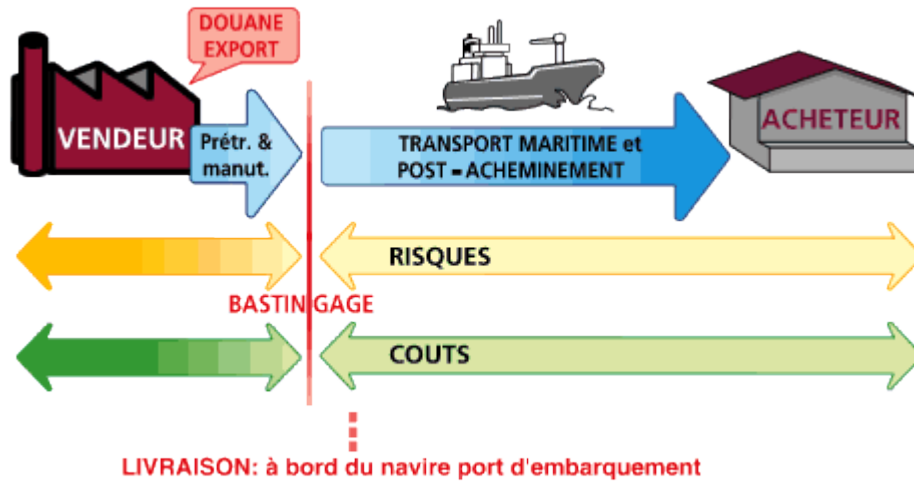 DOUANE
EXPORT
VENDEUR
Prétr. &
manut.
TRANSPORT MARITIME et
POST - ACHEMINEMENT
ACHETEUR
RISQUES
BASTINGAGE
COUTS
LIVRAISON: à bord du navire port d'embarquement